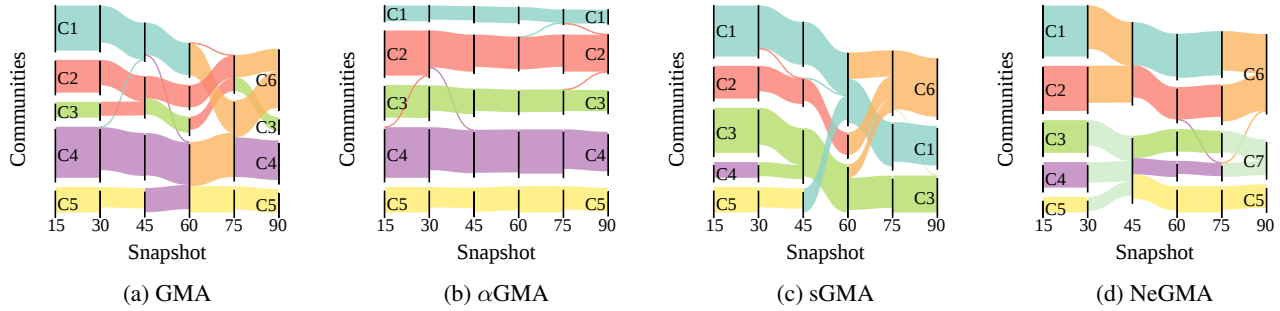 Communities
C1
C2
C3
C4
C5
C6
C3
C4
C5
15 30 45 60 75 90
Snapshot
(a) GMA
Communities
C1
C2
C3
C4
C5
C1
C2
C3
C4
C5
15 30 45 60 75 90
Snapshot
(b) αGMA
Communities
C1
C2
C3
C4
C5
C6
C1
C3
15 30 45 60 75 90
Snapshot
(c) sGMA
Communities
C1
C2
C3
C4
C5
C6
C7
C5
15 30 45 60 75 90
Snapshot
(d) NeGMA